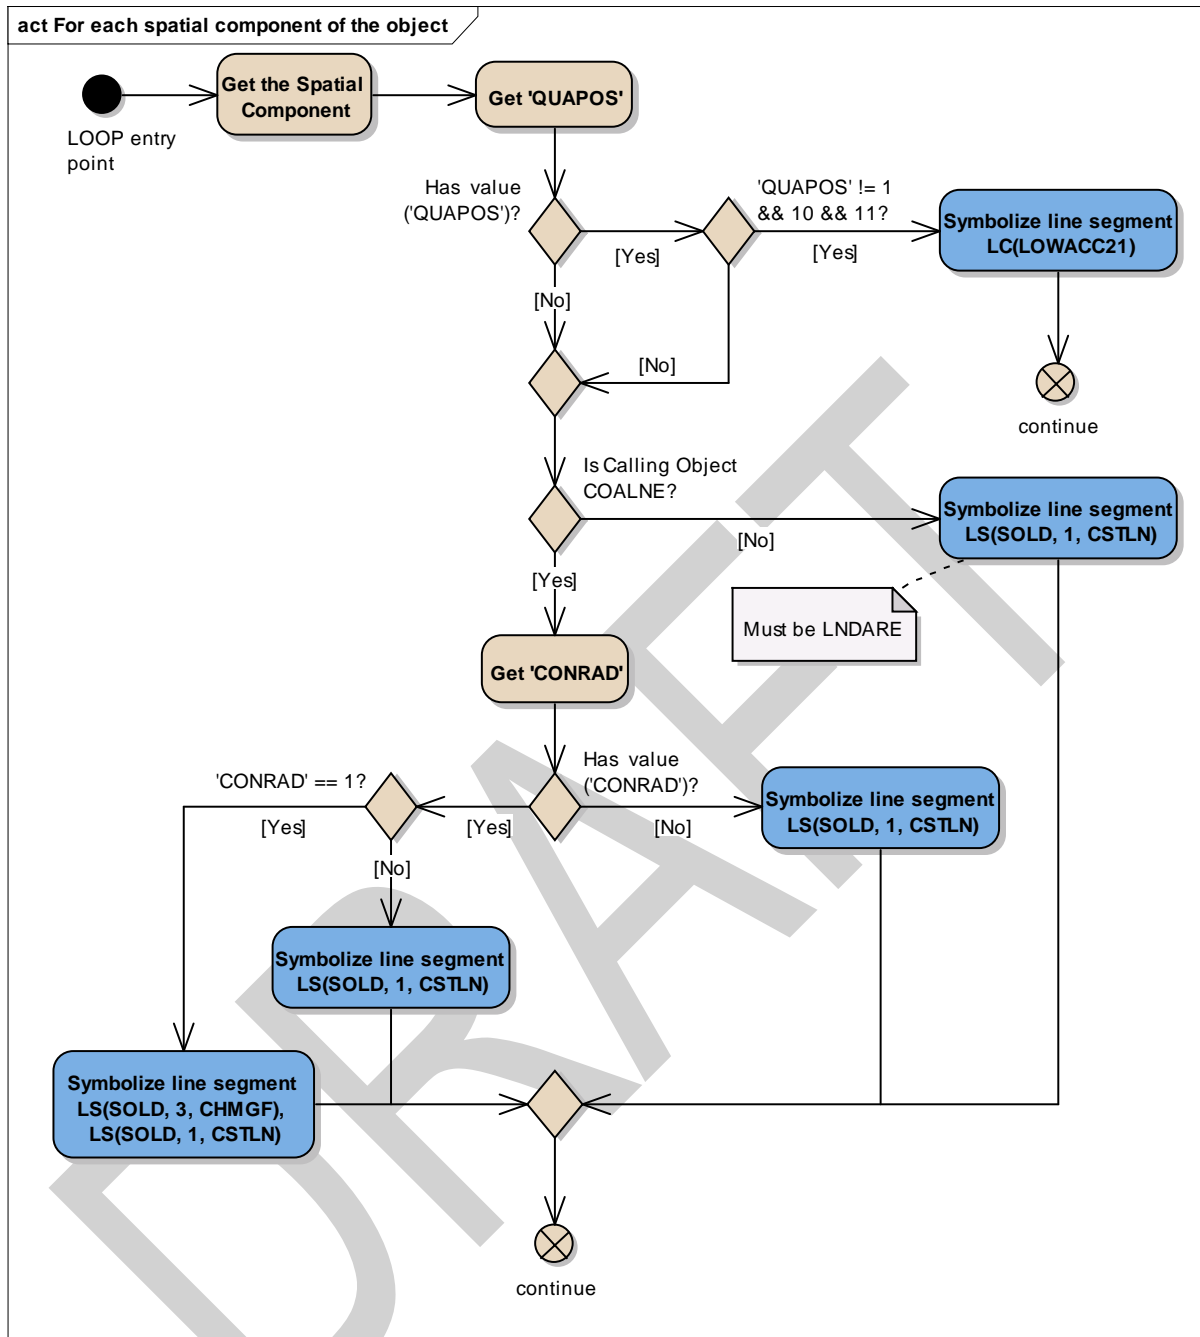 act For each spatial component of the object
LOOP entry
point
Get the Spatial
Component
Get 'QUAPOS'
Has value
('QUAPOS')?
'QUAPOS' != 1
&& 10 && 11?
[Yes]
[Yes]
Symbolize line segment
LC(LOWACC21)
[No]
[No]
continue
Is Calling Object
COALNE?
[No]
Symbolize line segment
LS(SOLD, 1, CSTLN)
[Yes]
Must be LNDARE
Get 'CONRAD'
Has value
('CONRAD')?
'CONRAD' == 1?
[Yes]
[Yes]
[No]
Symbolize line segment
LS(SOLD, 1, CSTLN)
[No]
Symbolize line segment
LS(SOLD, 1, CSTLN)
Symbolize line segment
LS(SOLD, 3, CHMGF),
LS(SOLD, 1, CSTLN)
continue
DRAFT